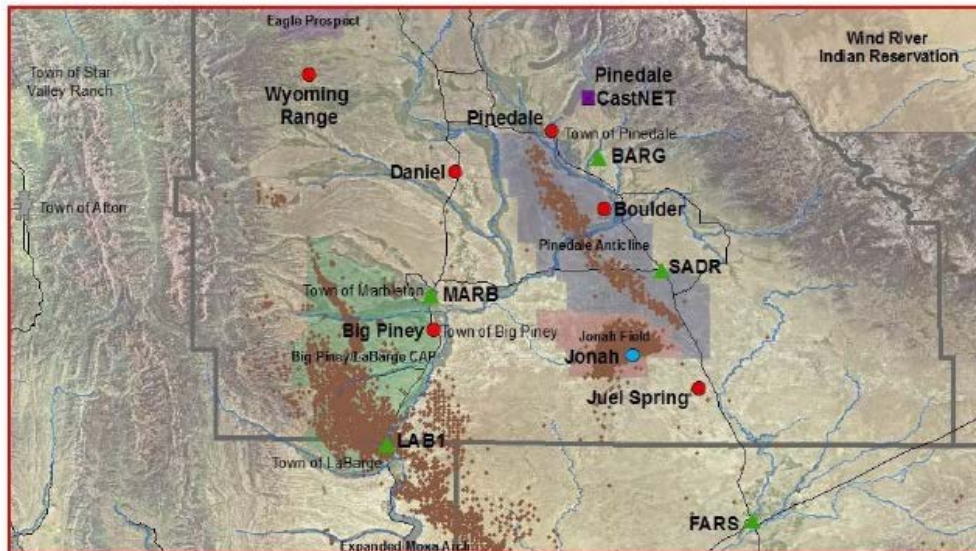 Eagle Prospect
Wind River
Indian Reservation
Town of Star
Valley Ranch
Wyoming
Range
Pinedale
CastNET
Pinedale
Town of Pinedale
BARG
Daniel
Town of Afton
Boulder
Pinedale Anticline
SADR
Town of Marbleton
MARB
Big Piney
Town of Big Piney
Jonah Field
Big Piney/LaBarge CAP
Jonah
Juel Spring
LAB1
Town of LaBarge
FARS
Expanded Moxa Arch